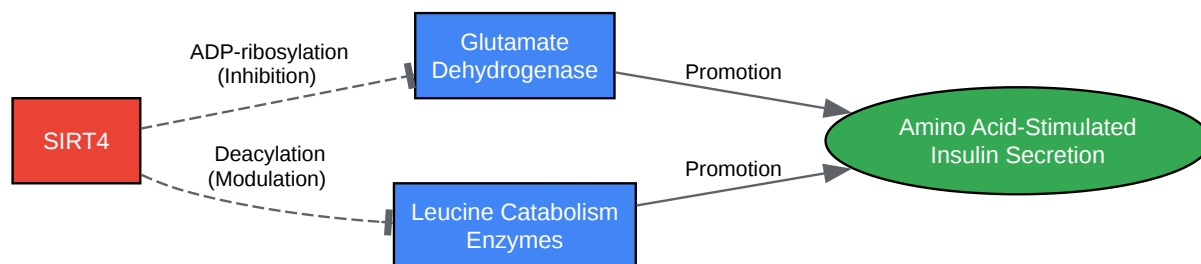 SIRT4
ADP-ribosylation
(Inhibition)
Glutamate
Dehydrogenase
Promotion
Deacylation
(Modulation)
Leucine Catabolism
Enzymes
Promotion
Amino Acid-Stimulated
Insulin Secretion